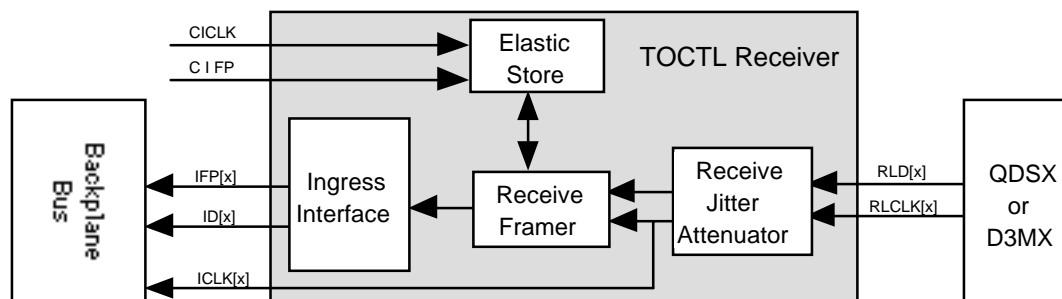 CICLK
C I FP
Elastic
Store
TOCTL Receiver
Backplane
Bus
IFP[x]
ID[x]
ICLK[x]
Ingress
Interface
Receive
Framer
Receive
Jitter
Attenuator
RLD[x]
RLCLK[x]
QDSX
or
D3MX